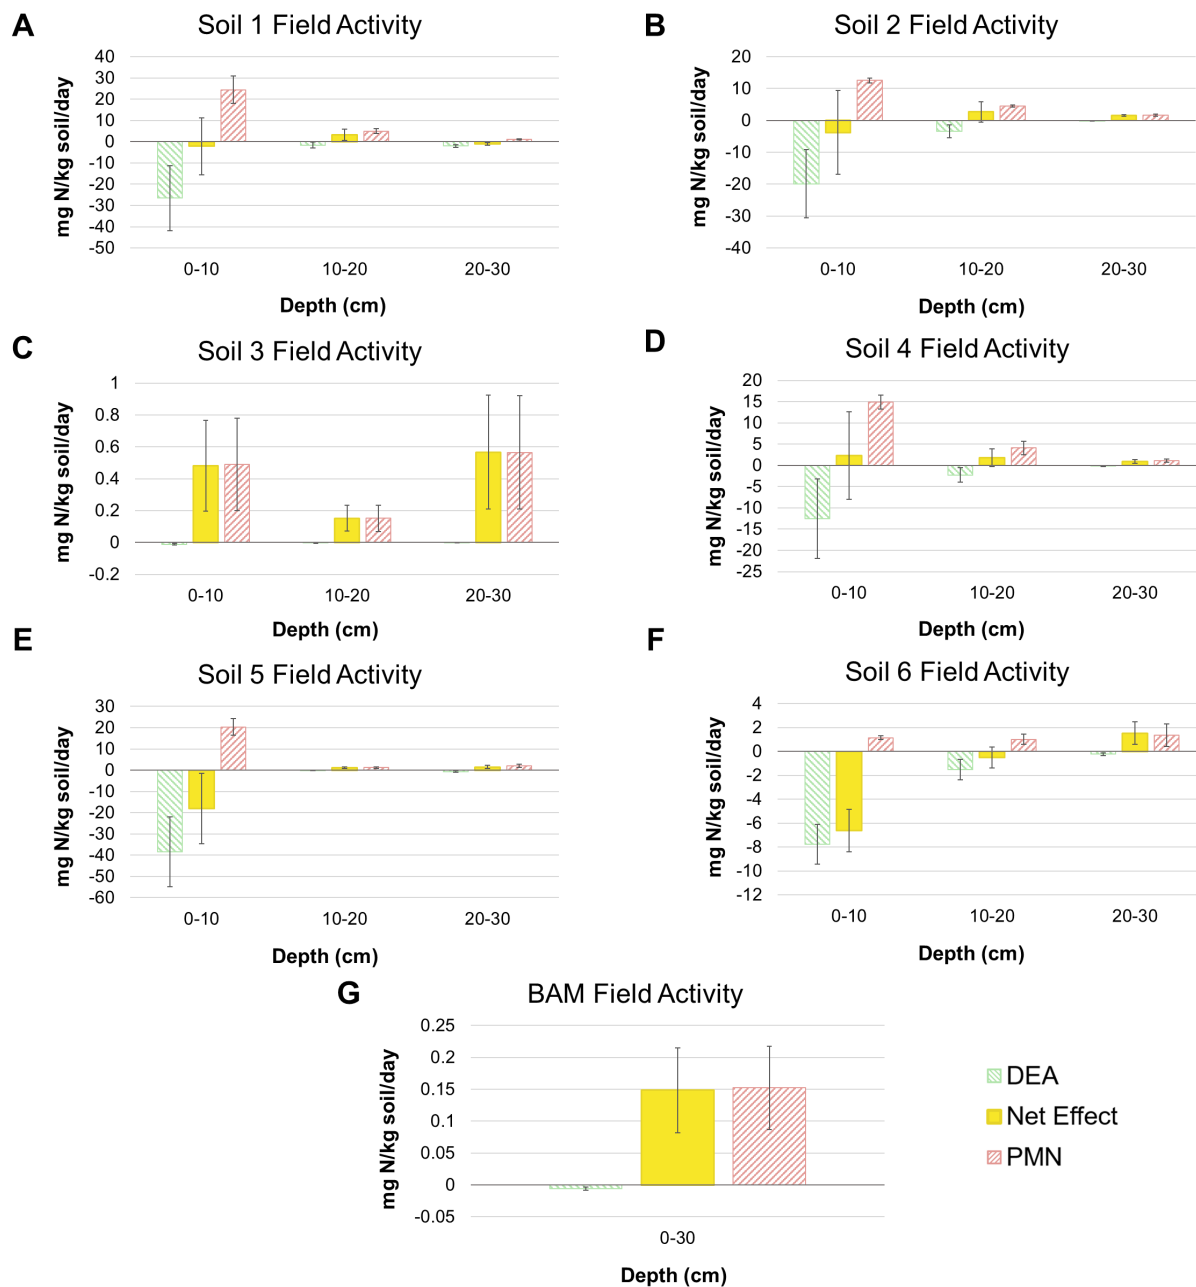 A
Soil 1 Field Activity
mg N/kg soil/day
40
30
20
10
0
-10
-20
-30
-40
-50
0-10 10-20 20-30
Depth (cm)
B
Soil 2 Field Activity
mg N/kg soil/day
20
10
0
-10
-20
-30
-40
0-10 10-20 20-30
Depth (cm)
C
Soil 3 Field Activity
mg N/kg soil/day
1
0.8
0.6
0.4
0.2
0
-0.2
0-10 10-20 20-30
Depth (cm)
D
Soil 4 Field Activity
mg N/kg soil/day
20
15
10
5
0
-5
-10
-15
-20
-25
0-10 10-20 20-30
Depth (cm)
E
Soil 5 Field Activity
mg N/kg soil/day
30
20
10
0
-10
-20
-30
-40
-50
-60
0-10 10-20 20-30
Depth (cm)
F
Soil 6 Field Activity
mg N/kg soil/day
4
2
0
-2
-4
-6
-8
-10
-12
0-10 10-20 20-30
Depth (cm)
G
BAM Field Activity
mg N/kg soil/day
0.25
0.2
0.15
0.1
0.05
0
-0.05
0-30
Depth (cm)
DEA
Net Effect
PMN